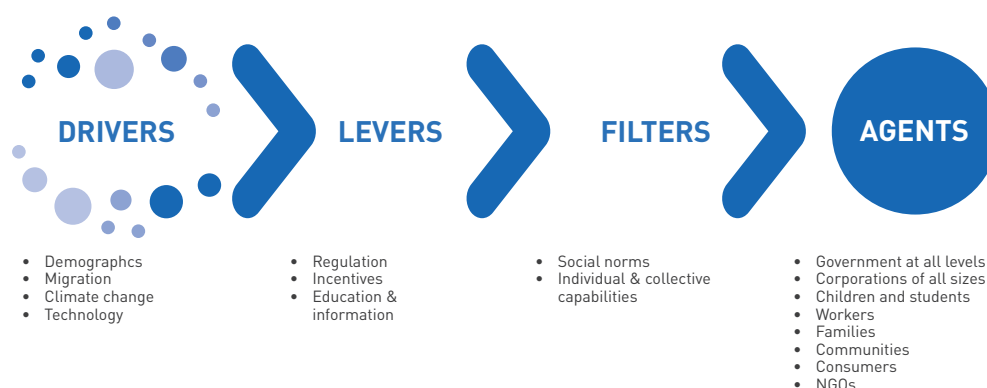 DRIVERS
LEVERS
FILTERS
AGENTS
• Demographcs
• Migration
• Climate change
• Technology
• Regulation
• Incentives
• Education &
information
• Social norms
• Individual & collective
capabilities
• Government at all levels
• Corporations of all sizes
• Children and students
• Workers
• Families
• Communities
• Consumers
• NGOs